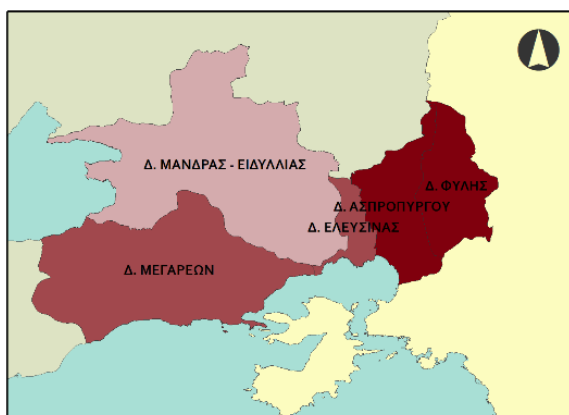 Δ. ΜΑΝΔΡΑΣ - ΕΙΔΥΛΛΙΑΣ
Δ. ΦΥΛΗΣ
Δ. ΑΣΠΡΟΠΥΡΓΟΥ
Δ. ΕΛΕΥΣΙΝΑΣ
Δ. ΜΕΓΑΡΕΩΝ